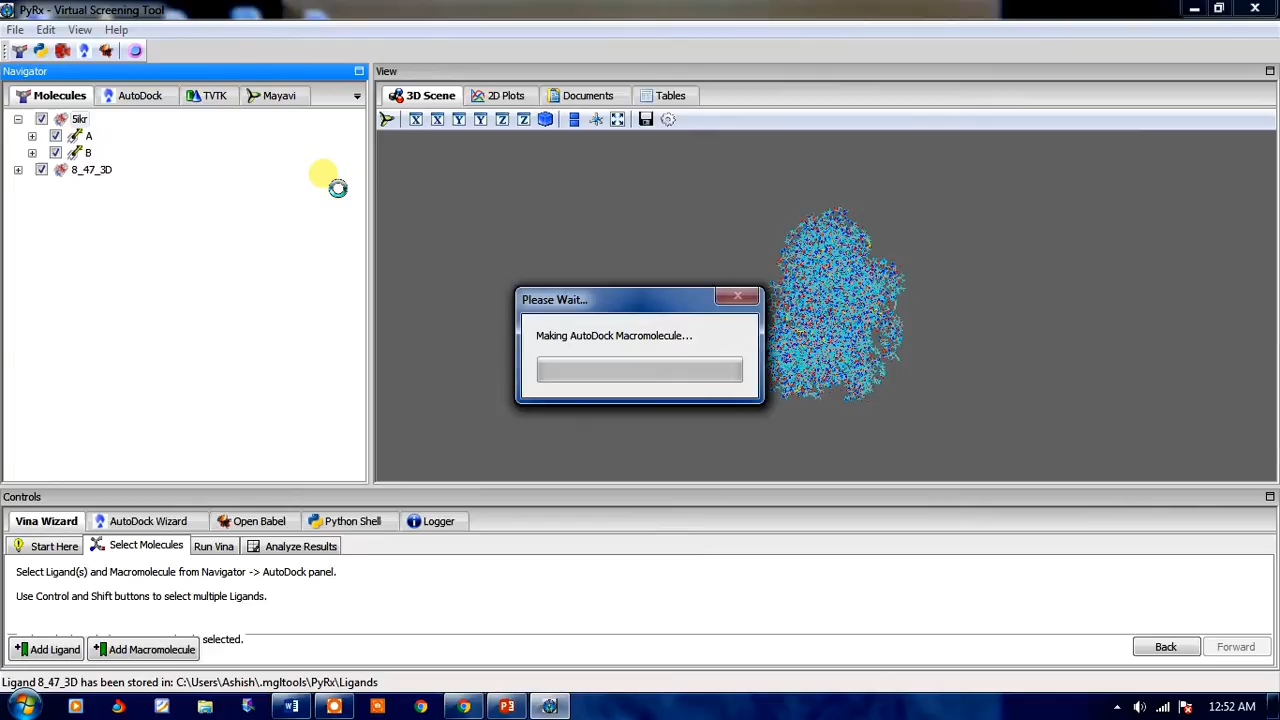 PyRx - Virtual Screening Tool
File Edit View Help
Navigator
View
Molecules AutoDock TVTK Mayavi
3D Scene 2D Plots Documents Tables
X X Y Y Z Z
5ikr
A
B
8_47_3D
Please Wait...
Making AutoDock Macromolecule...
Controls
Vina Wizard AutoDock Wizard Open Babel Python Shell Logger
Start Here Select Molecules Run Vina Analyze Results
Select Ligand(s) and Macromolecule from Navigator -> AutoDock panel.
Use Control and Shift buttons to select multiple Ligands.
selected.
Add Ligand Add Macromolecule Back Forward
Ligand 8_47_3D has been stored in: C:\Users\Ashish\.mgltools\PyRx\Ligands
12:52 AM